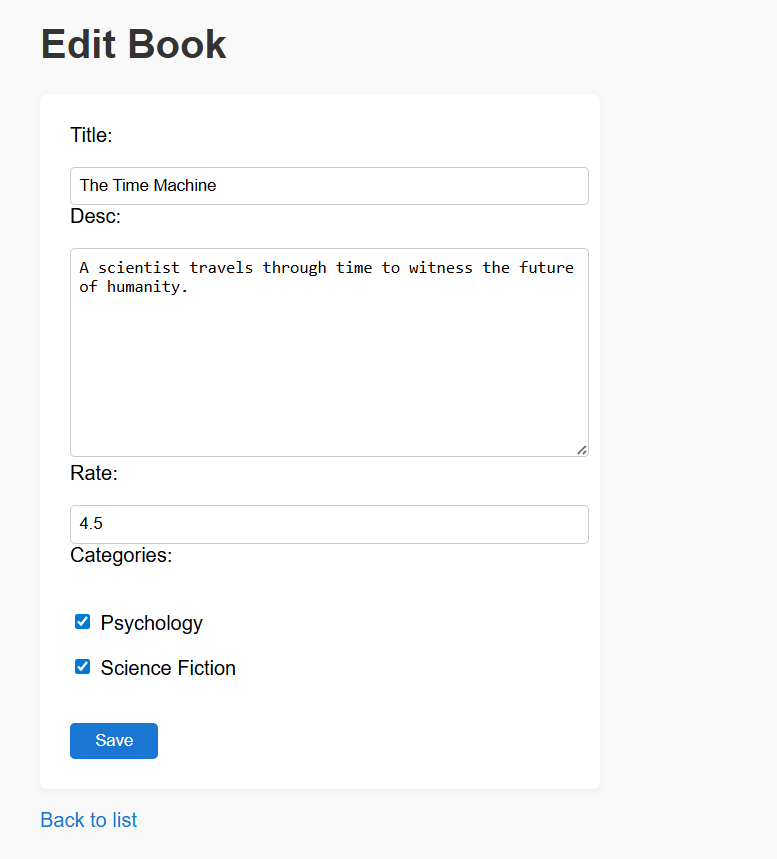 Edit Book
Title:
The Time Machine
Desc:
A scientist travels through time to witness the future
of humanity.
Rate:
4.5
Categories:
Psychology
Science Fiction
Save
Back to list